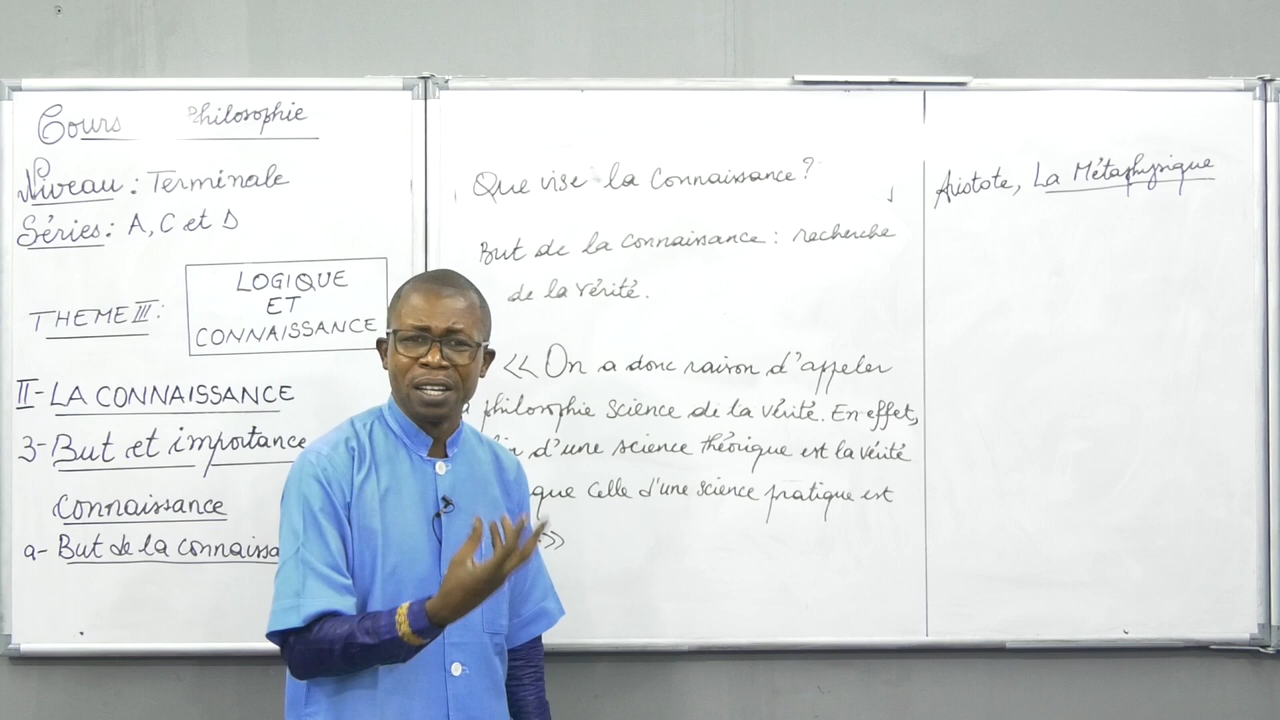 Cours Philosophie
Niveau : Terminale
Séries : A, C et D
THEME III :
LOGIQUE
ET
CONNAISSANCE
II- LA CONNAISSANCE
3- But et importance
Connaissance
a- But de la connaissa
Que vise la Connaissance ?
But de la connaissance : recherche
de la vérité.
<< On a donc raison d'appeler
philosophie science de la vérité. En effet,
d'une science théorique est la vérité
que celle d'une science pratique est
>>
Aristote, La Métaphysique